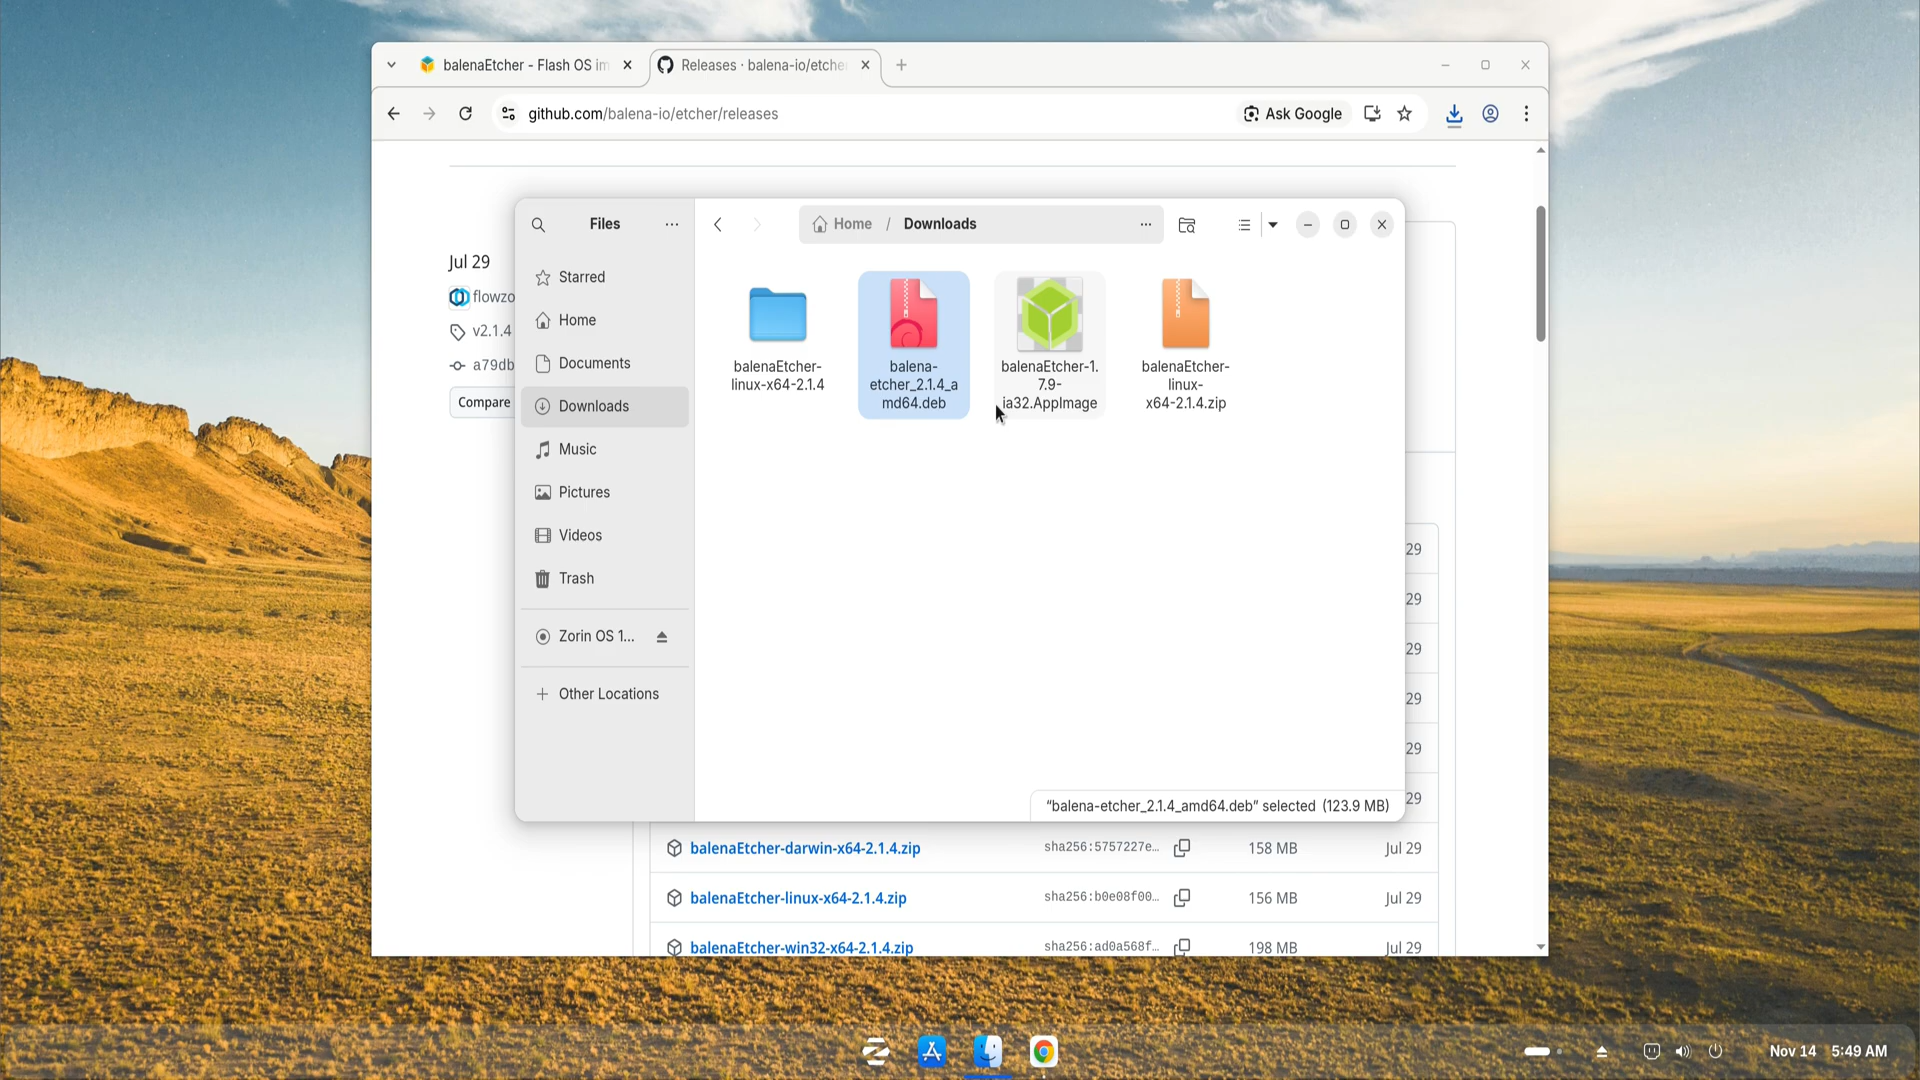 balenaEtcher - Flash OS im
Releases · balena-io/etche
github.com/balena-io/etcher/releases
Ask Google
Jul 29
flowzo
v2.1.4
a79db
Compare
Files
Starred
Home
Documents
Downloads
Music
Pictures
Videos
Trash
Zorin OS 1...
Other Locations
Home / Downloads
balenaEtcher-
linux-x64-2.1.4
balena-
etcher_2.1.4_a
md64.deb
balenaEtcher-1.
7.9-
ia32.AppImage
balenaEtcher-
linux-
x64-2.1.4.zip
29
29
29
29
29
29
"balena-etcher_2.1.4_amd64.deb" selected (123.9 MB)
balenaEtcher-darwin-x64-2.1.4.zip sha256:5757227e... 158 MB Jul 29
balenaEtcher-linux-x64-2.1.4.zip sha256:b0e08f00... 156 MB Jul 29
balenaEtcher-win32-x64-2.1.4.zip sha256:ad0a568f... 198 MB Jul 29
Nov 14 5:49 AM